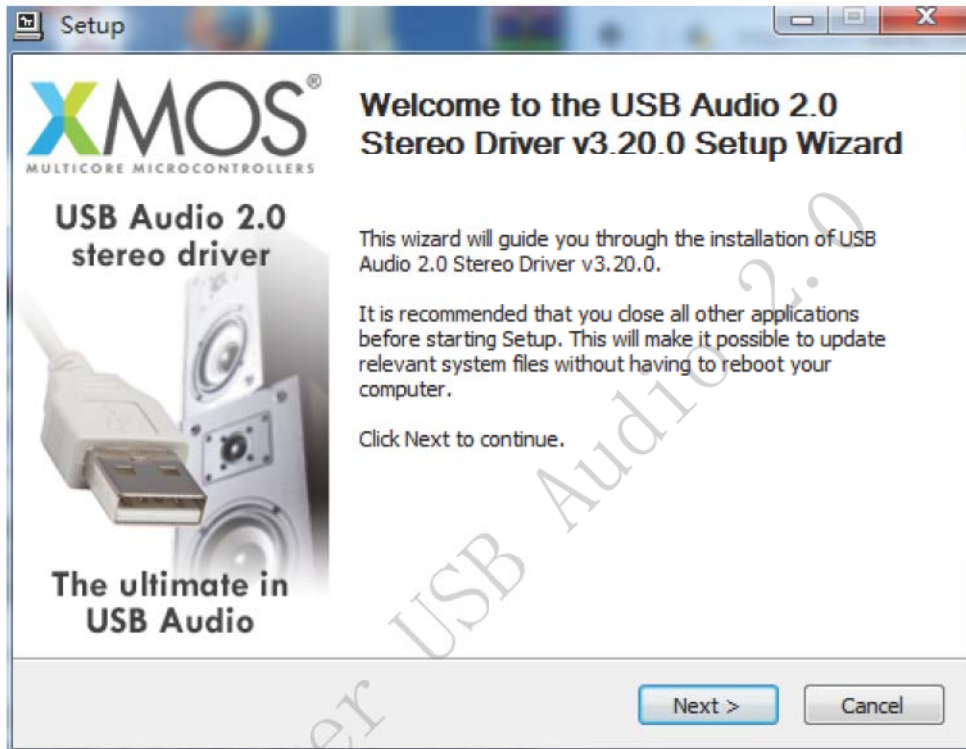 Setup
XMOS®
MULTICORE MICROCONTROLLERS
USB Audio 2.0
stereo driver
The ultimate in
USB Audio
Welcome to the USB Audio 2.0
Stereo Driver v3.20.0 Setup Wizard
This wizard will guide you through the installation of USB
Audio 2.0 Stereo Driver v3.20.0.
It is recommended that you close all other applications
before starting Setup. This will make it possible to update
relevant system files without having to reboot your
computer.
Click Next to continue.
Next >
Cancel
USB Audio 2.0